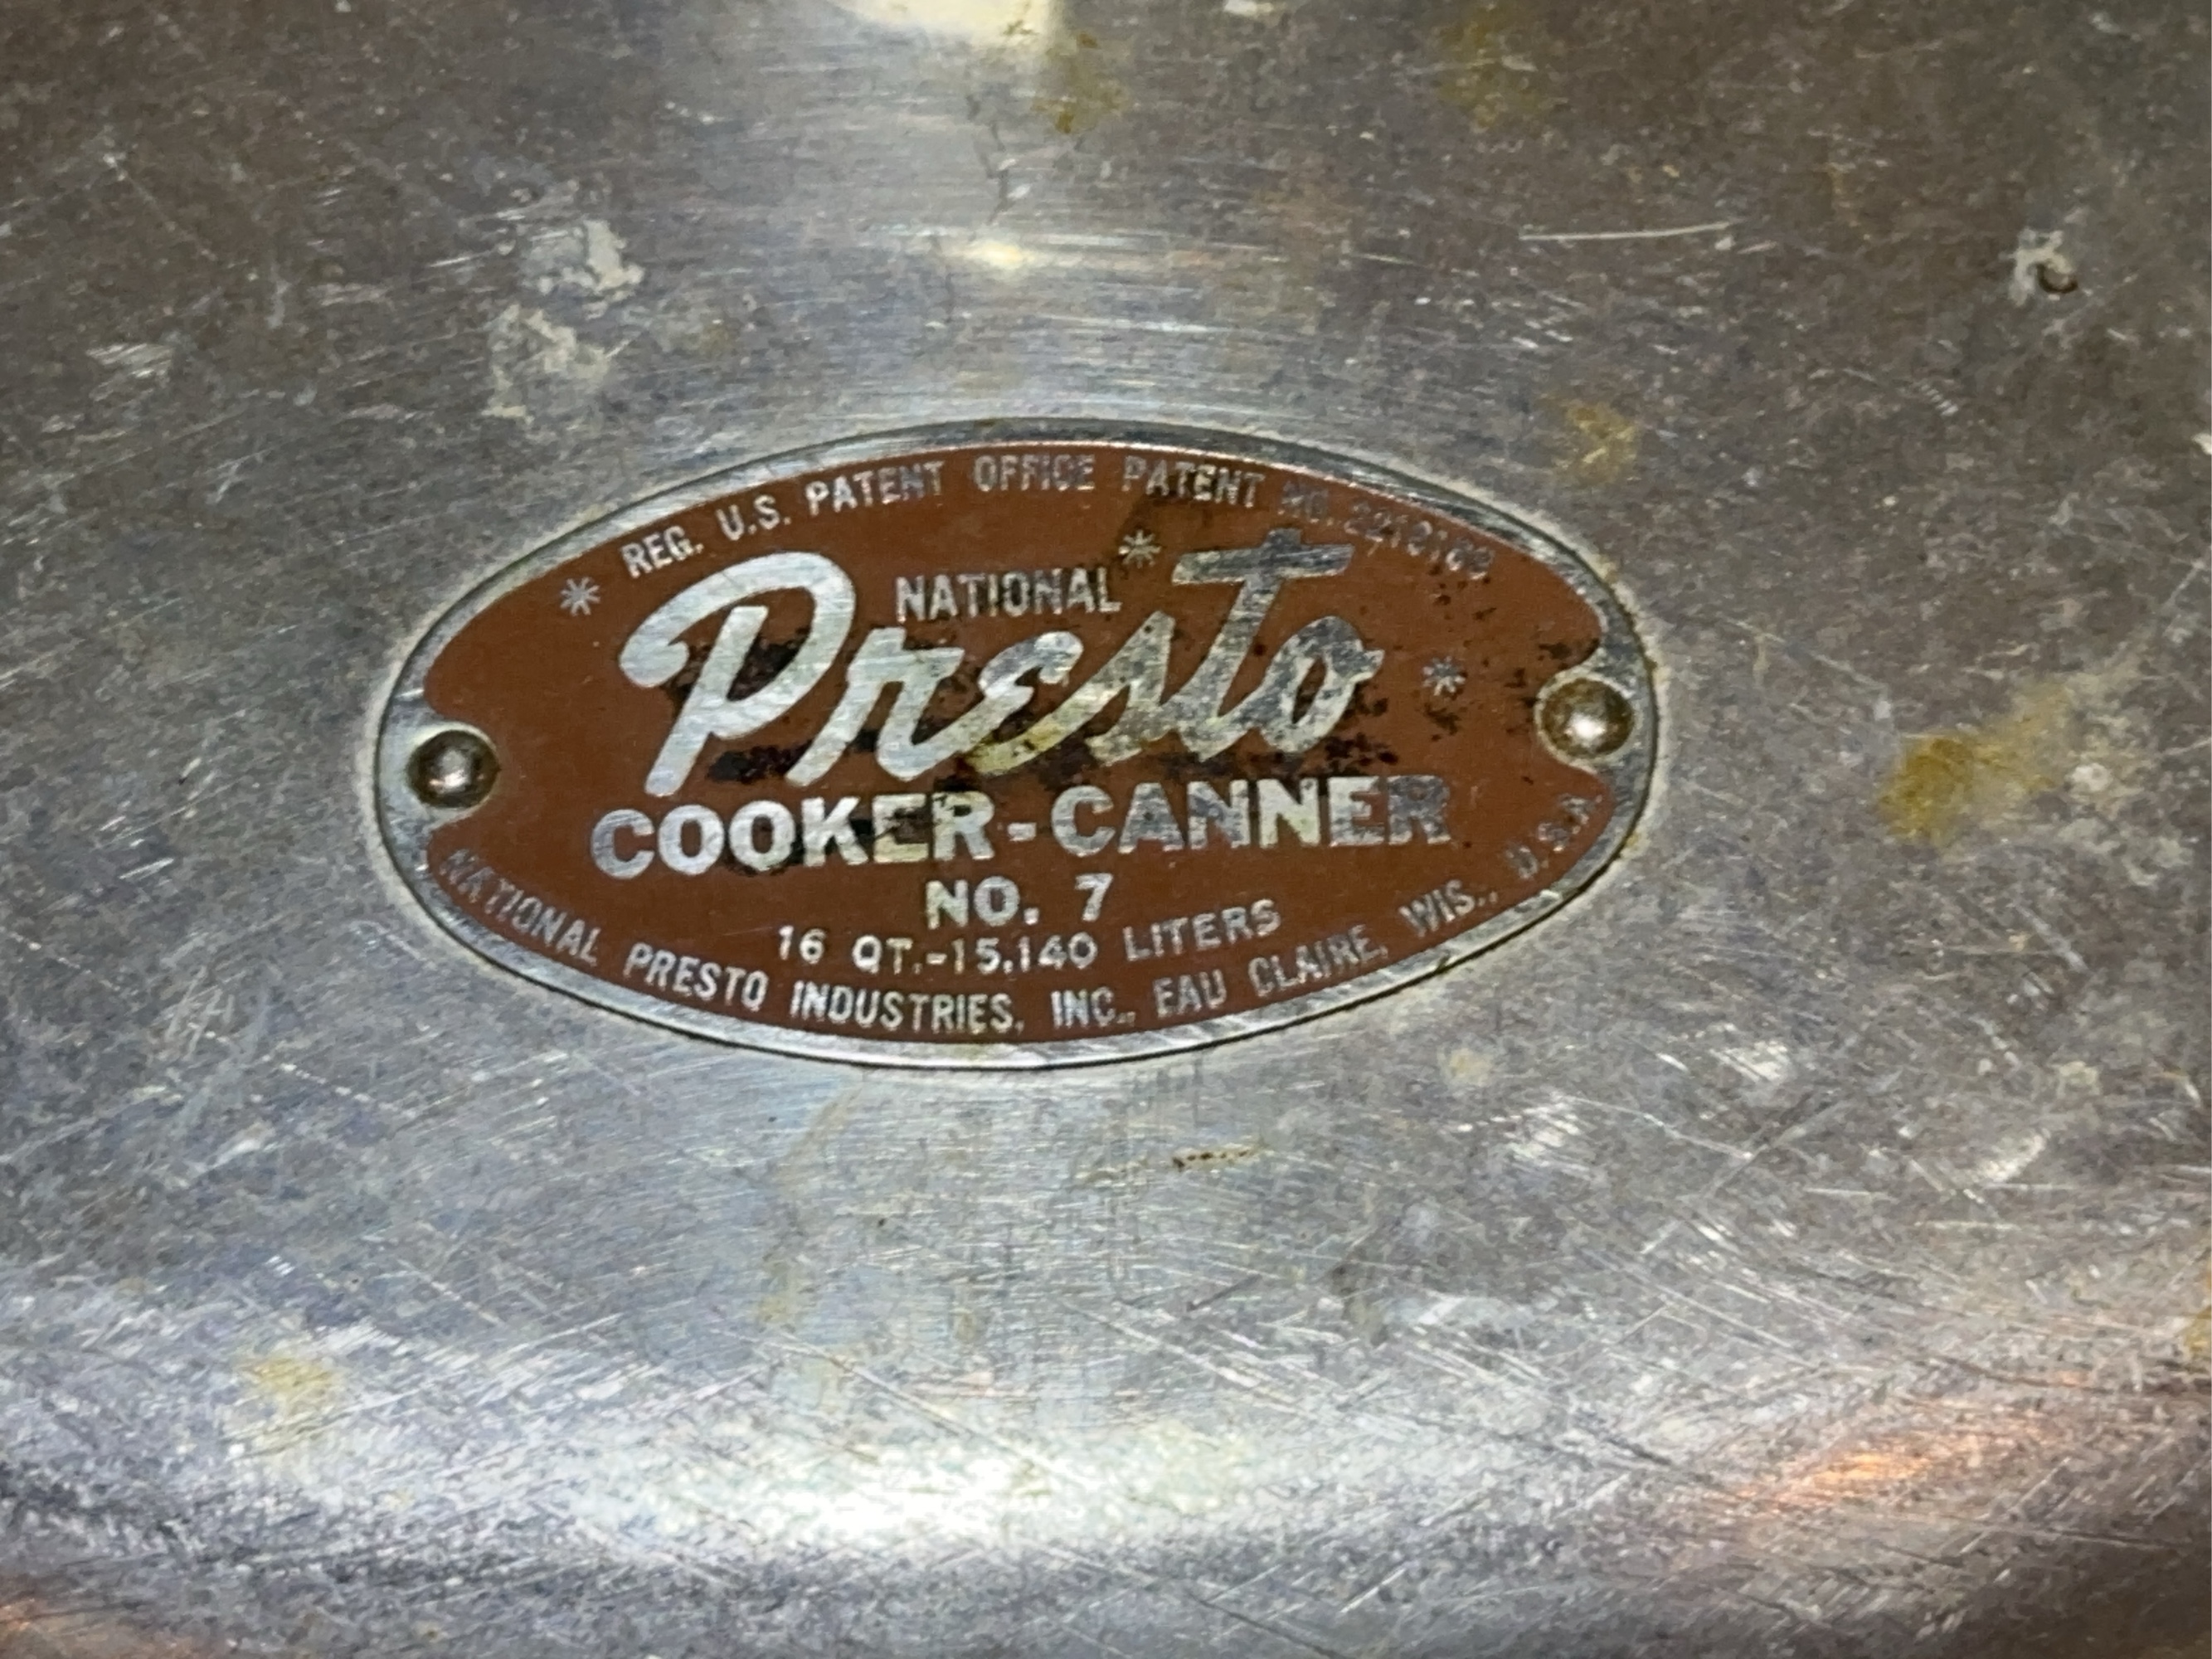 * REG. U.S. PATENT OFFICE PATENT NO.
NATIONAL *
Presto *
COOKER-CANNER
NO. 7
16 QT.-15.140 LITERS
NATIONAL PRESTO INDUSTRIES, INC., EAU CLAIRE, WIS., U.S.A